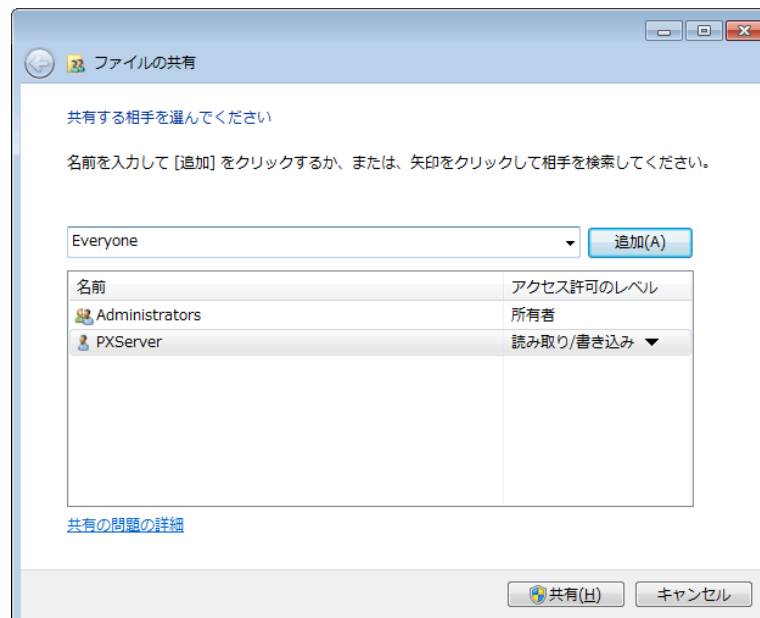 ファイルの共有
共有する相手を選んでください
名前を入力して [追加] をクリックするか、または、矢印をクリックして相手を検索してください。
Everyone
追加(A)
名前 アクセス許可のレベル
Administrators 所有者
PXServer 読み取り/書き込み
共有の問題の詳細
共有(H) キャンセル